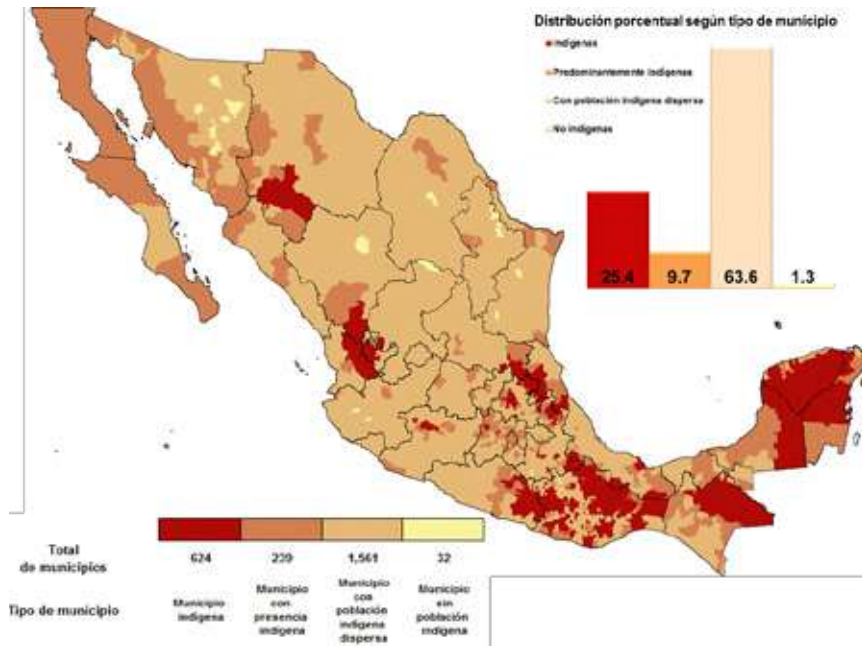 Distribución porcentual según tipo de municipio
Indígenas
Predominantemente indígenas
Con población indígena dispersa
No indígenas
25.4 9.7 63.6 1.3
Total
de municipios
624 239 1,561 32
Tipo de municipio
Municipio
indígena
Municipio
con
presencia
indígena
Municipio
con
población
indígena
dispersa
Municipio
sin
población
indígena